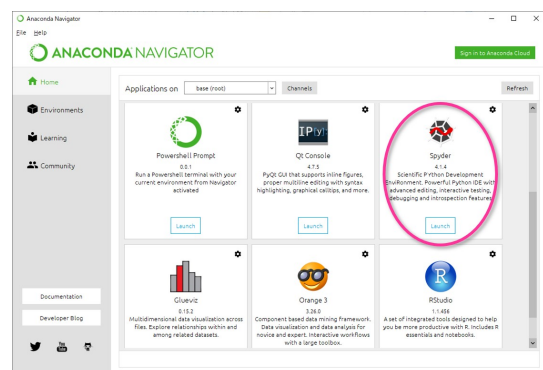 Anaconda Navigator
File Help
ANACONDA NAVIGATOR
Sign in to Anaconda Cloud
Home
Environments
Learning
Community
Documentation
Developer Blog
You
Tube
Applications on base (root) Channels Refresh
Powershell Prompt
0.0.1
Run a Powershell terminal with your
current environment from Navigator
activated
Launch
IP[y]:
Qt Console
4.7.5
PyQt GUI that supports inline figures,
proper multiline editing with syntax
highlighting, graphical calltips, and more.
Launch
Spyder
4.1.4
Scientific PYthon Development
EnviRonment. Powerful Python IDE with
advanced editing, interactive testing,
debugging and introspection features
Launch
Glueviz
0.15.2
Multidimensional data visualization across
files. Explore relationships within and
among related datasets.
Orange 3
3.26.0
Component based data mining framework.
Data visualization and data analysis for
novice and expert. Interactive workflows
with a large toolbox.
R
RStudio
1.1.456
A set of integrated tools designed to help
you be more productive with R. Includes R
essentials and notebooks.